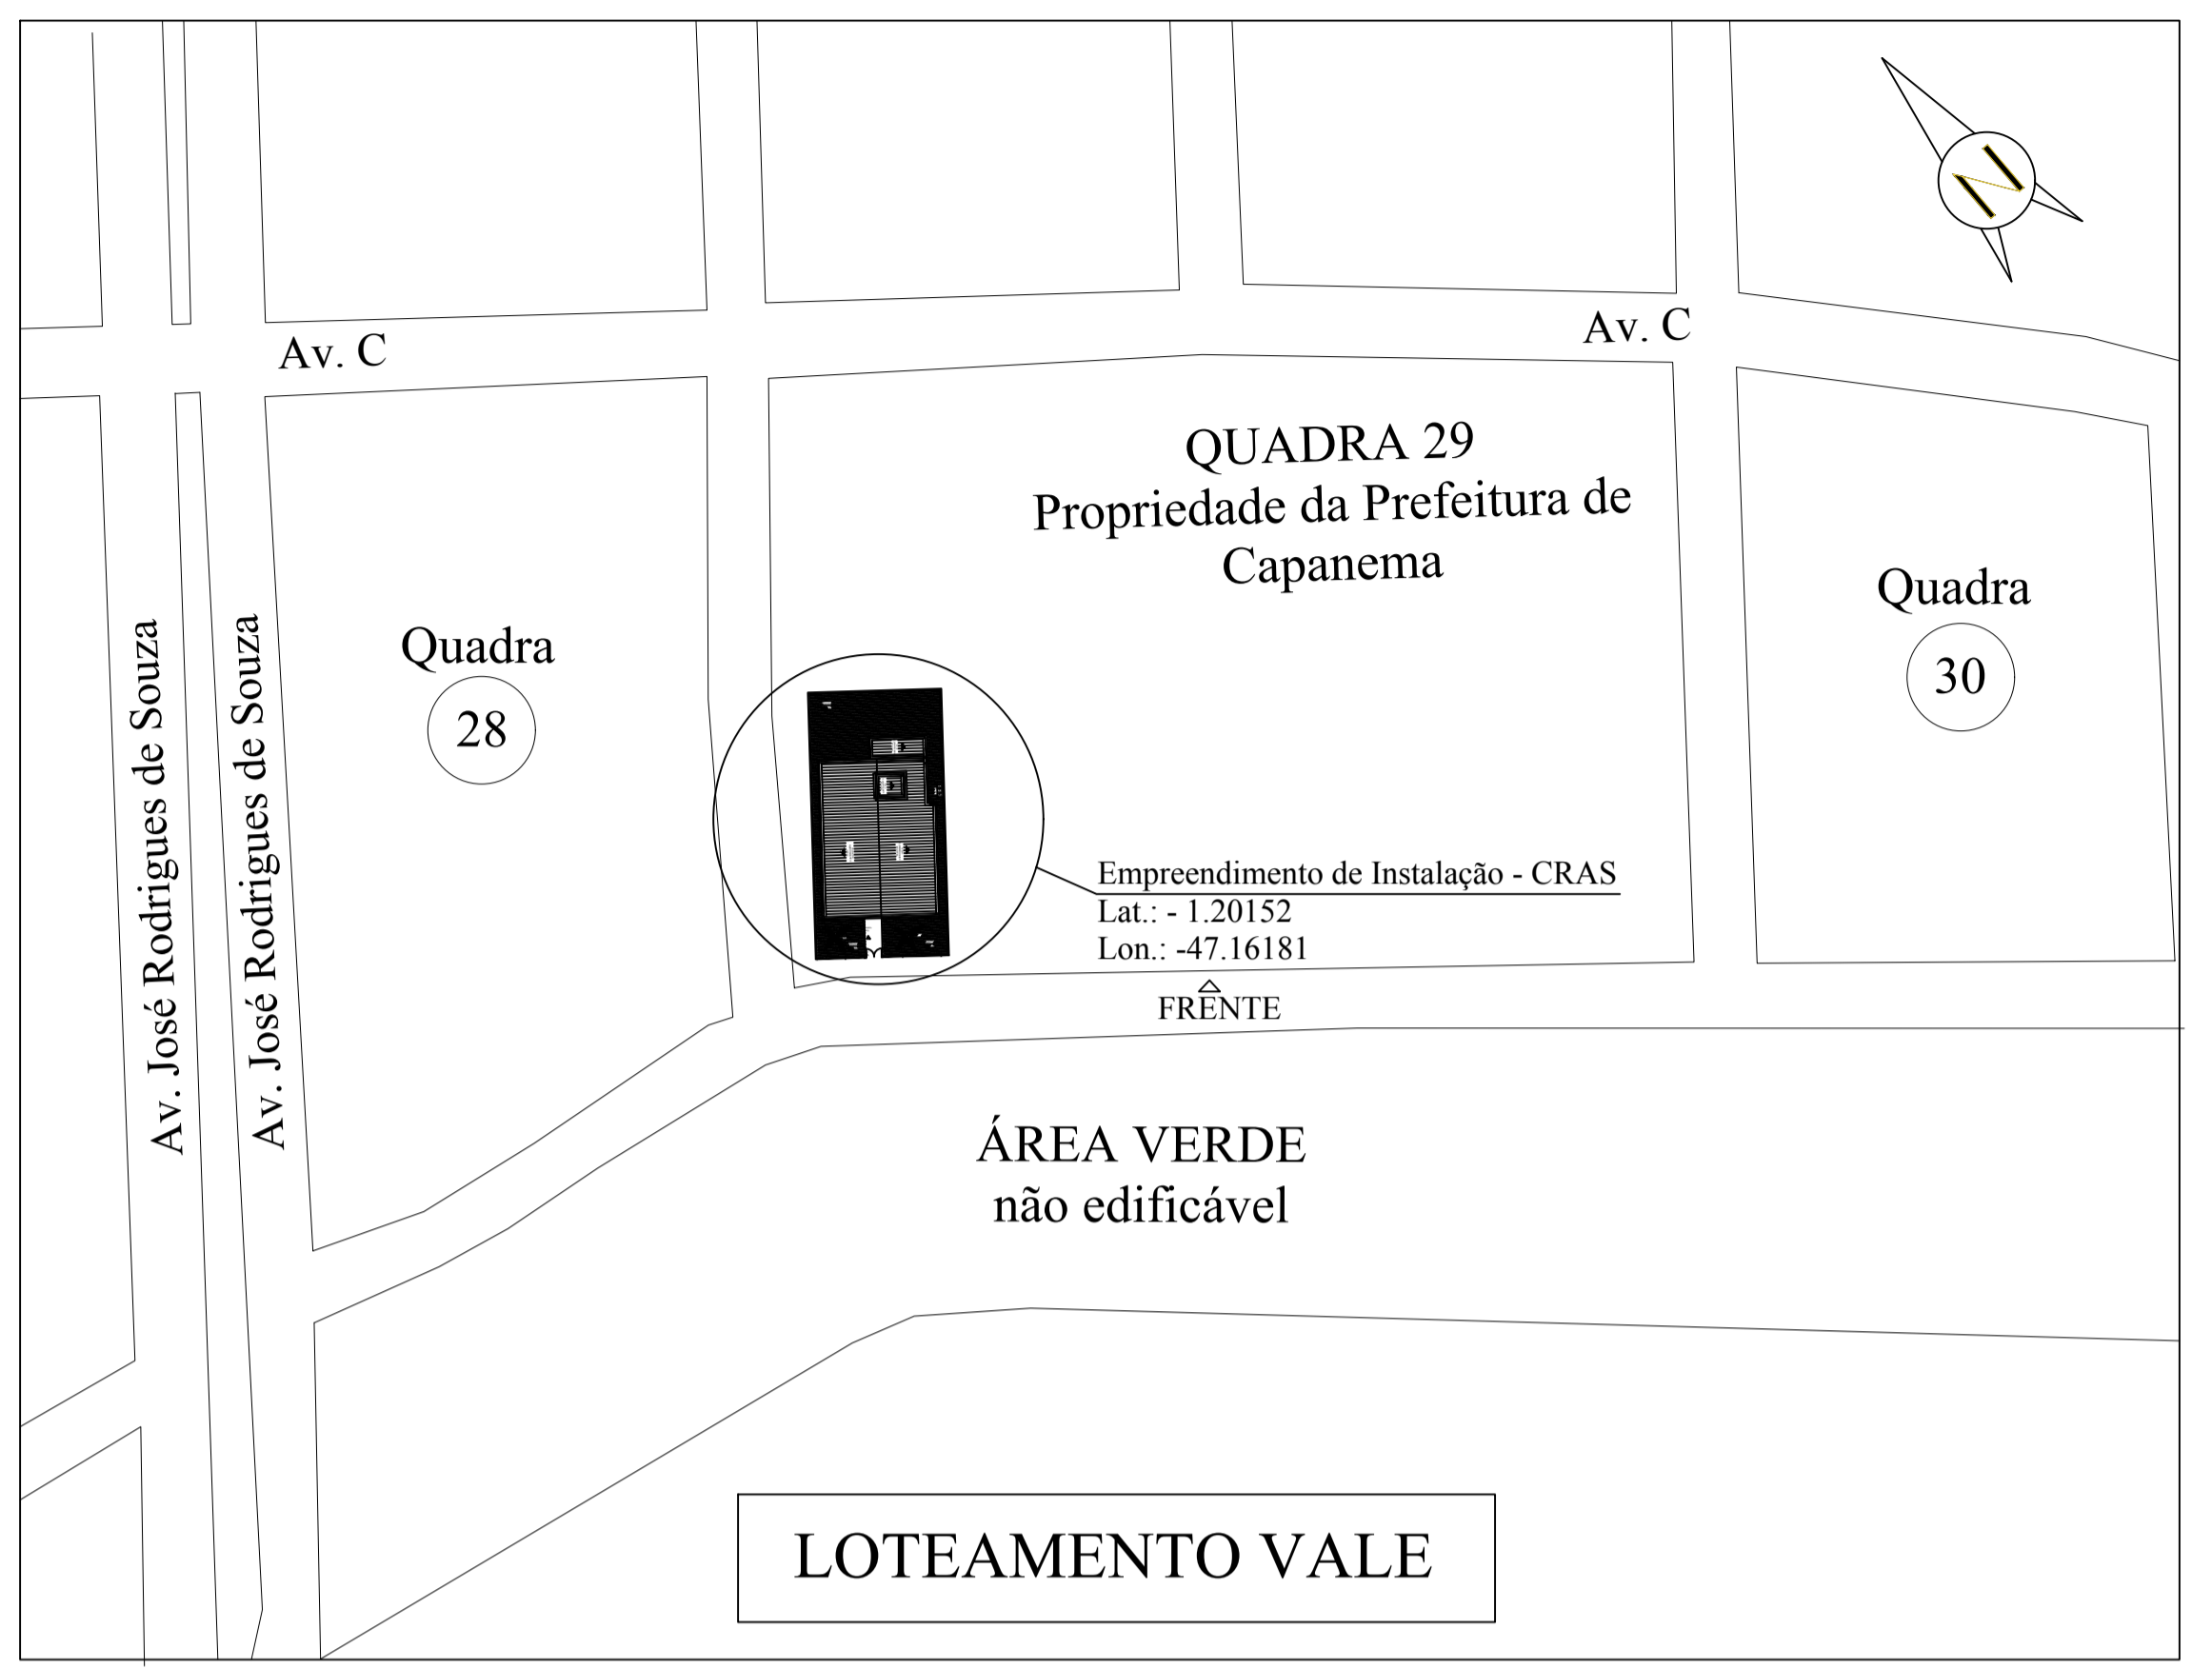 N
Av. C
Av. C
QUADRA 29
Propriedade da Prefeitura de
Capanema
Quadra
28
Quadra
30
Av. José Rodrigues de Souza
Av. José Rodrigues de Souza
Empreendimento de Instalação - CRAS
Lat.: - 1.20152
Lon.: -47.16181
FRENTE
ÁREA VERDE
não edificável
LOTEAMENTO VALE